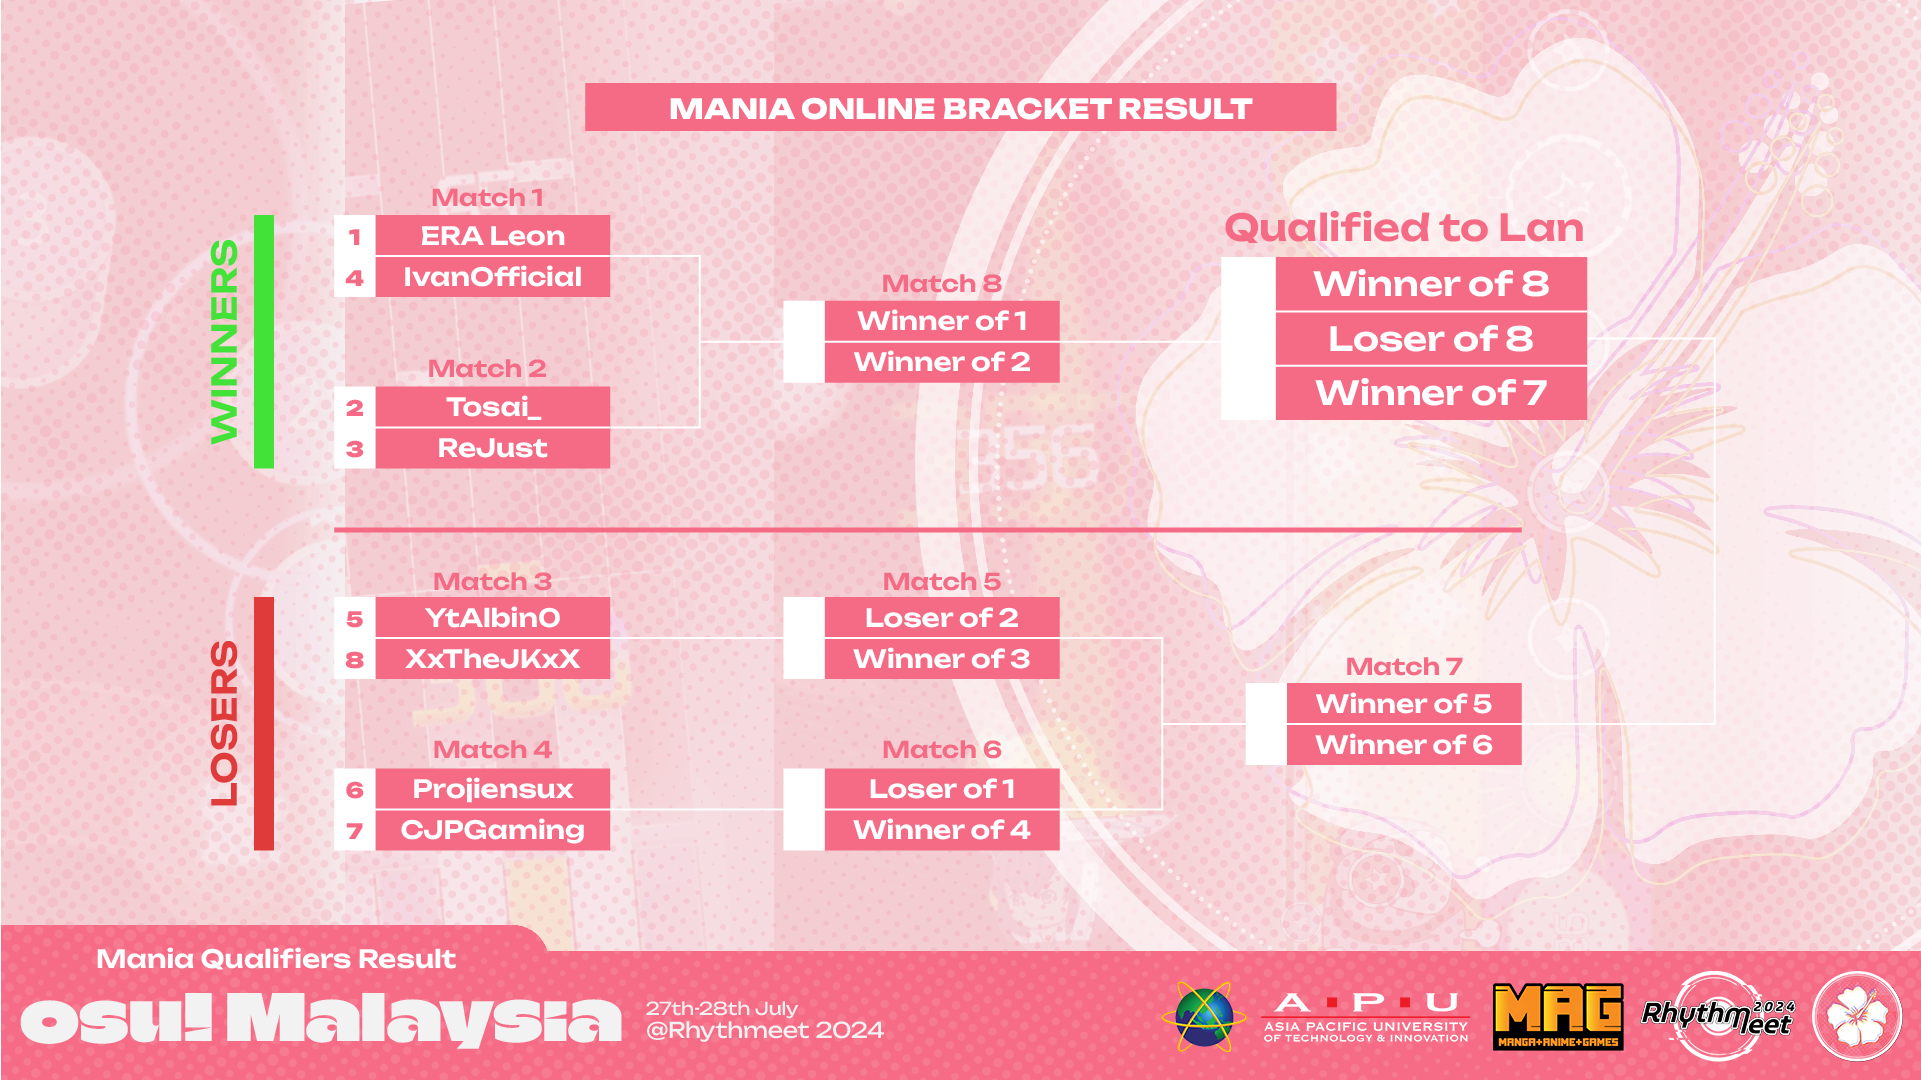 MANIA ONLINE BRACKET RESULT
WINNERS
Match 1
1 ERA Leon
4 IvanOfficial
Match 2
2 Tosai_
3 ReJust
Match 8
Winner of 1
Winner of 2
Qualified to Lan
Winner of 8
Loser of 8
Winner of 7
356
LOSERS
Match 3
5 YtAlbin0
8 XxTheJKxX
Match 4
6 Projiensux
7 CJPGaming
Match 5
Loser of 2
Winner of 3
Match 6
Loser of 1
Winner of 4
Match 7
Winner of 5
Winner of 6
Mania Qualifiers Result
osu! Malaysia
27th-28th July
@Rhythmeet 2024
A·P·U
ASIA PACIFIC UNIVERSITY
OF TECHNOLOGY & INNOVATION
MAG
MANGA+ANIME+GAMES
Rhythmeet 2024